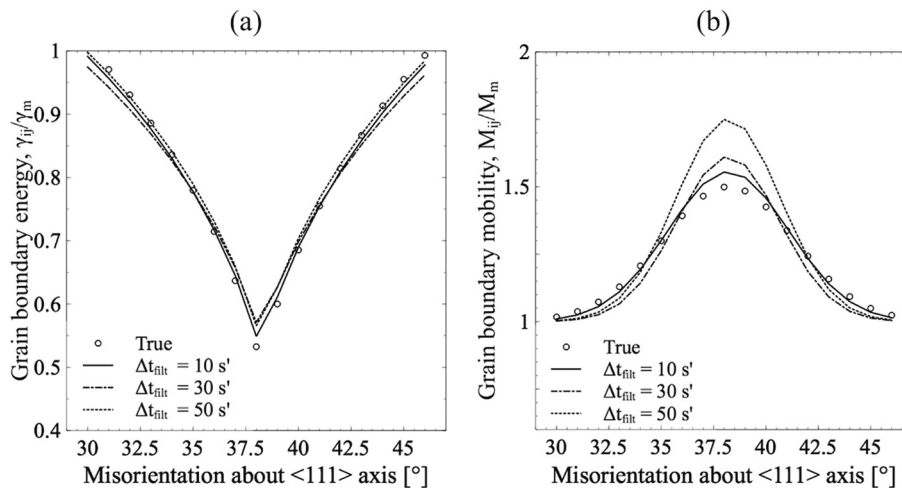 (a)
Grain boundary energy, γij/γm
1
0.9
0.8
0.7
0.6
0.5
0.4
True
Δtfilt = 10 s'
Δtfilt = 30 s'
Δtfilt = 50 s'
30 32.5 35 37.5 40 42.5 45
Misorientation about <111> axis [°]
(b)
Grain boundary mobility, Mij/Mm
2
1.5
1
True
Δtfilt = 10 s'
Δtfilt = 30 s'
Δtfilt = 50 s'
30 32.5 35 37.5 40 42.5 45
Misorientation about <111> axis [°]